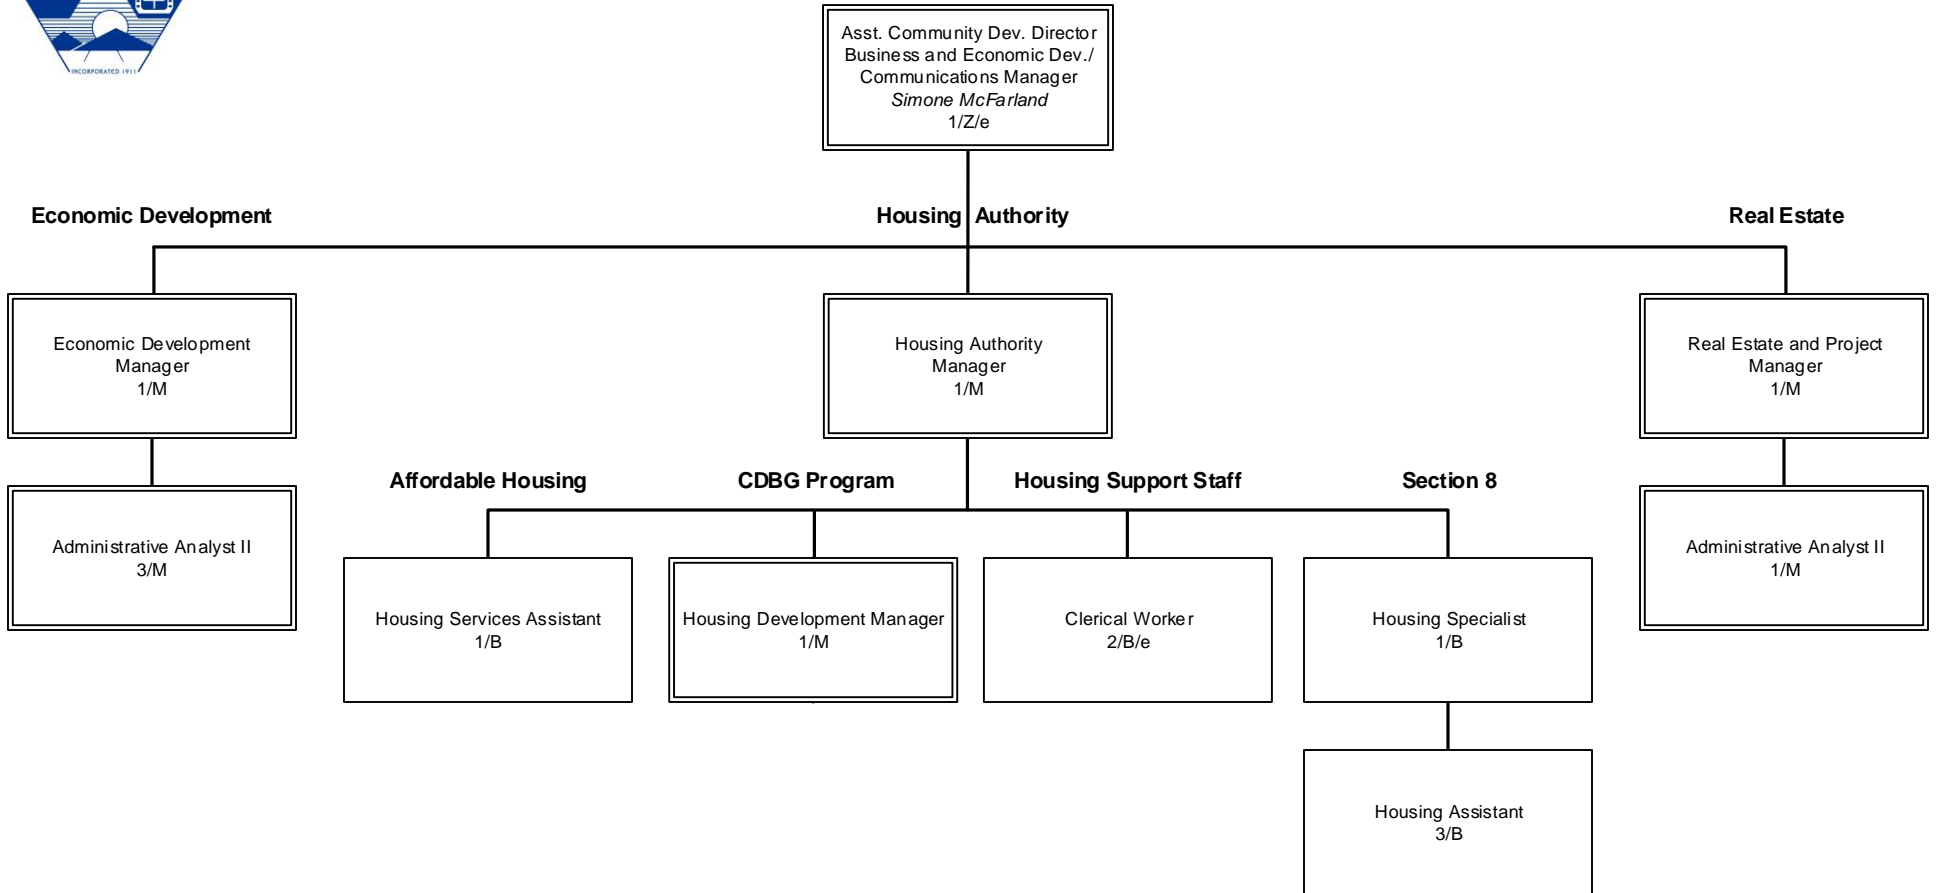 INCORPORATED 1911
Asst. Community Dev. Director
Business and Economic Dev./
Communications Manager
Simone McFarland
1/Z/e
Economic Development
Housing Authority
Real Estate
Economic Development
Manager
1/M
Housing Authority
Manager
1/M
Real Estate and Project
Manager
1/M
Affordable Housing
CDBG Program
Housing Support Staff
Section 8
Administrative Analyst II
3/M
Administrative Analyst II
1/M
Housing Services Assistant
1/B
Housing Development Manager
1/M
Clerical Worker
2/B/e
Housing Specialist
1/B
Housing Assistant
3/B